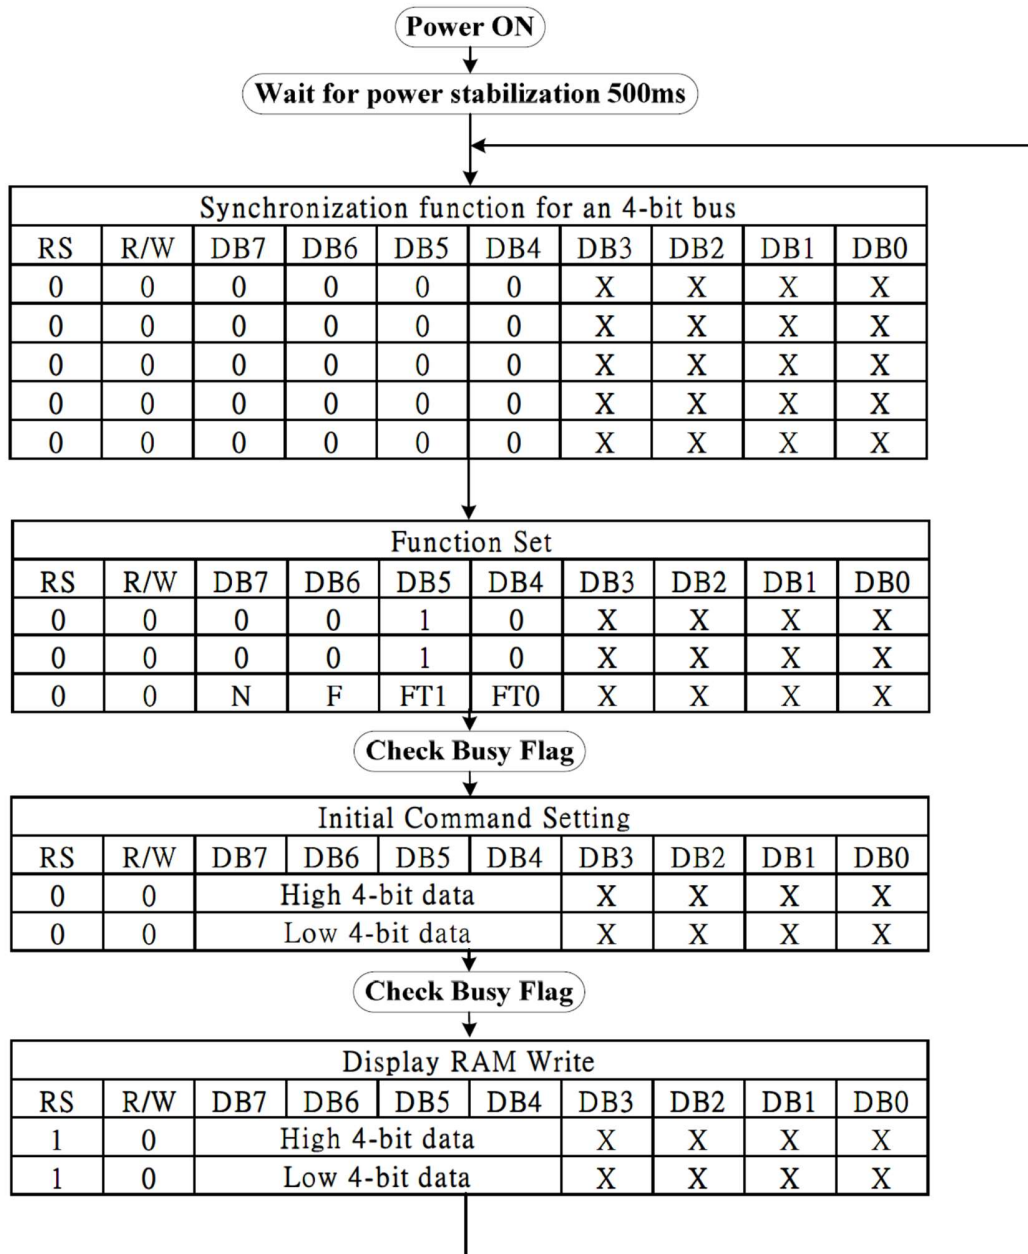 Power ON
Wait for power stabilization 500ms
Synchronization function for an 4-bit bus
RS R/W DB7 DB6 DB5 DB4 DB3 DB2 DB1 DB0
0 0 0 0 0 0 X X X X
0 0 0 0 0 0 X X X X
0 0 0 0 0 0 X X X X
0 0 0 0 0 0 X X X X
0 0 0 0 0 0 X X X X
Function Set
RS R/W DB7 DB6 DB5 DB4 DB3 DB2 DB1 DB0
0 0 0 0 1 0 X X X X
0 0 0 0 1 0 X X X X
0 0 N F FT1 FT0 X X X X
Check Busy Flag
Initial Command Setting
RS R/W DB7 DB6 DB5 DB4 DB3 DB2 DB1 DB0
0 0 High 4-bit data X X X X
0 0 Low 4-bit data X X X X
Check Busy Flag
Display RAM Write
RS R/W DB7 DB6 DB5 DB4 DB3 DB2 DB1 DB0
1 0 High 4-bit data X X X X
1 0 Low 4-bit data X X X X